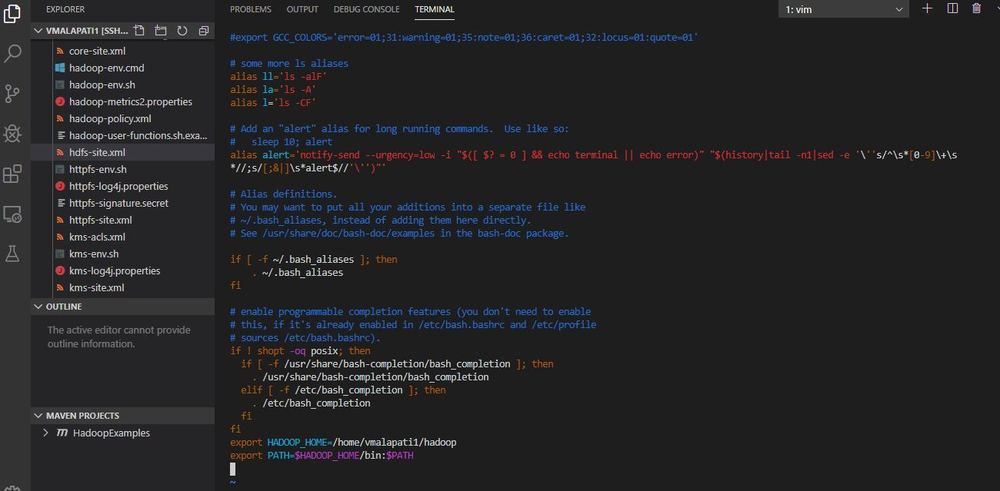 EXPLORER
VMALAPATI1 [SSH...
core-site.xml
hadoop-env.cmd
hadoop-env.sh
hadoop-metrics2.properties
hadoop-policy.xml
hadoop-user-functions.sh.exa...
hdfs-site.xml
httpfs-env.sh
httpfs-log4j.properties
httpfs-signature.secret
httpfs-site.xml
kms-acls.xml
kms-env.sh
kms-log4j.properties
kms-site.xml
OUTLINE
The active editor cannot provide
outline information.
MAVEN PROJECTS
HadoopExamples
PROBLEMS OUTPUT DEBUG CONSOLE TERMINAL 1: vim
#export GCC_COLORS='error=01;31:warning=01;35:note=01;36:caret=01;32:locus=01:quote=01'
# some more ls aliases
alias ll='ls -alF'
alias la='ls -A'
alias l='ls -CF'
# Add an "alert" alias for long running commands.  Use like so:
#   sleep 10; alert
alias alert='notify-send --urgency=low -i "$([ $? = 0 ] && echo terminal || echo error)" "$(history|tail -n1|sed -e '\''s/^\s*[0-9]\+\s
*//;s/[;&|]\s*alert$//'\'')"'
# Alias definitions.
# You may want to put all your additions into a separate file like
# ~/.bash_aliases, instead of adding them here directly.
# See /usr/share/doc/bash-doc/examples in the bash-doc package.
if [ -f ~/.bash_aliases ]; then
    . ~/.bash_aliases
fi
# enable programmable completion features (you don't need to enable
# this, if it's already enabled in /etc/bash.bashrc and /etc/profile
# sources /etc/bash.bashrc).
if ! shopt -oq posix; then
  if [ -f /usr/share/bash-completion/bash_completion ]; then
    . /usr/share/bash-completion/bash_completion
  elif [ -f /etc/bash_completion ]; then
    . /etc/bash_completion
  fi
fi
export HADOOP_HOME=/home/vmalapati1/hadoop
export PATH=$HADOOP_HOME/bin:$PATH
~